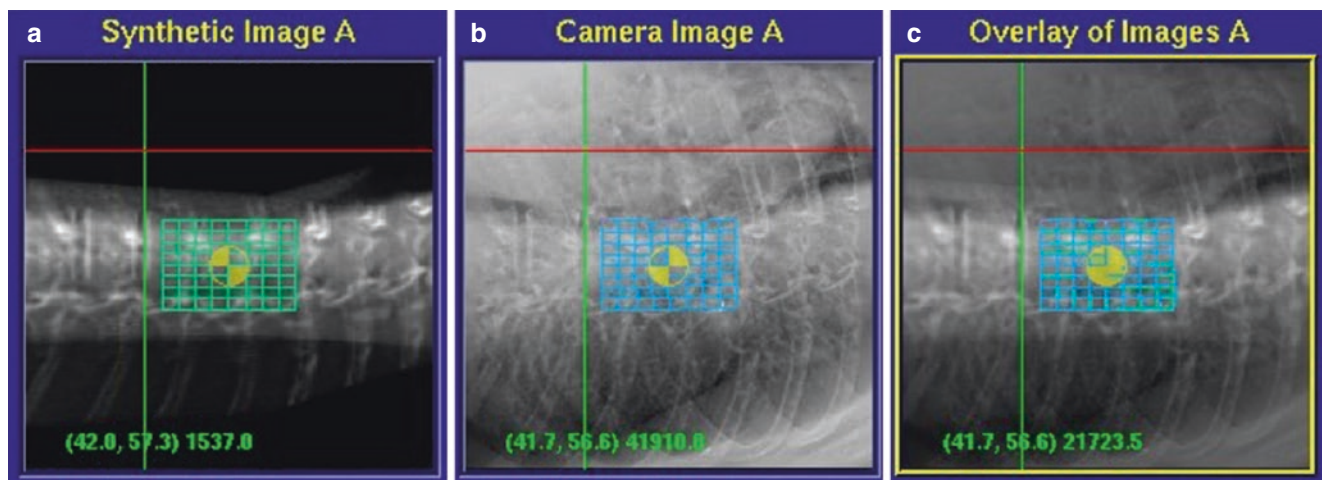 a
Synthetic Image A
(42.0, 57.3) 1537.0
b
Camera Image A
(41.7, 56.6) 41910.8
c
Overlay of Images A
(41.7, 56.6) 21723.5